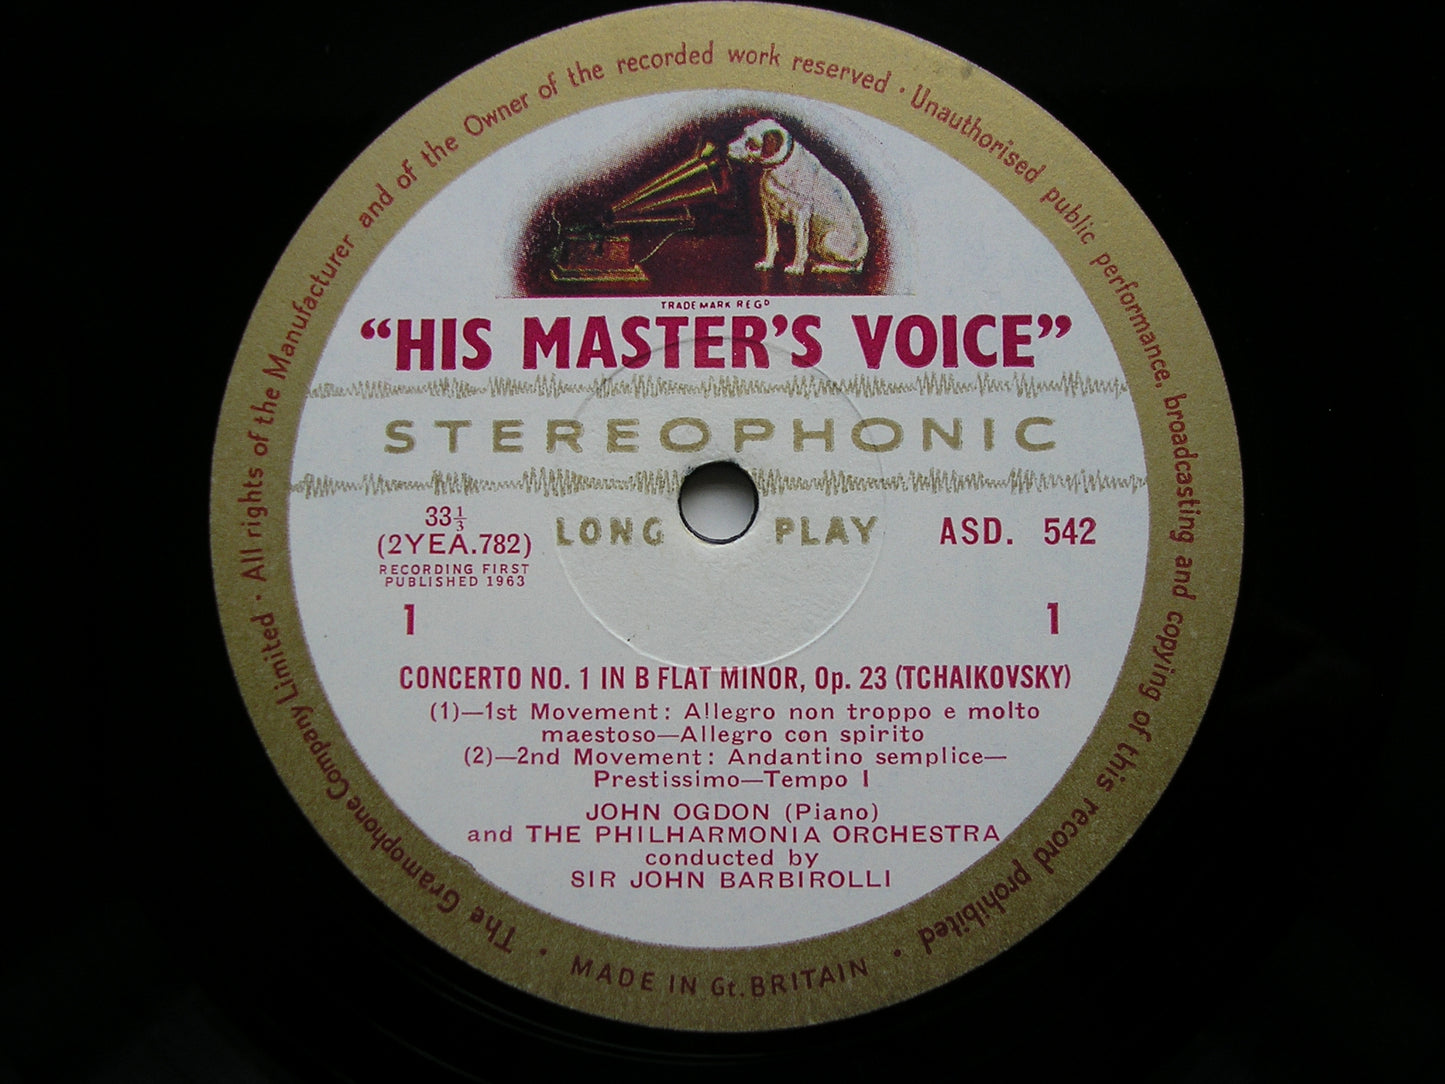 The Gramophone Company Limited · All rights of the Manufacturer and of the Owner of the recorded work reserved · Unauthorised public performance, broadcasting and copying of this record prohibited ·
TRADE MARK REGD
“HIS MASTER'S VOICE”
STEREOPHONIC
33⅓
(2YEA.782)
RECORDING FIRST
PUBLISHED 1963
LONG PLAY
ASD. 542
1 1
CONCERTO NO. 1 IN B FLAT MINOR, Op. 23 (TCHAIKOVSKY)
(1)—1st Movement: Allegro non troppo e molto
maestoso—Allegro con spirito
(2)—2nd Movement: Andantino semplice—
Prestissimo—Tempo I
JOHN OGDON (Piano)
and THE PHILHARMONIA ORCHESTRA
conducted by
SIR JOHN BARBIROLLI
MADE IN Gt. BRITAIN